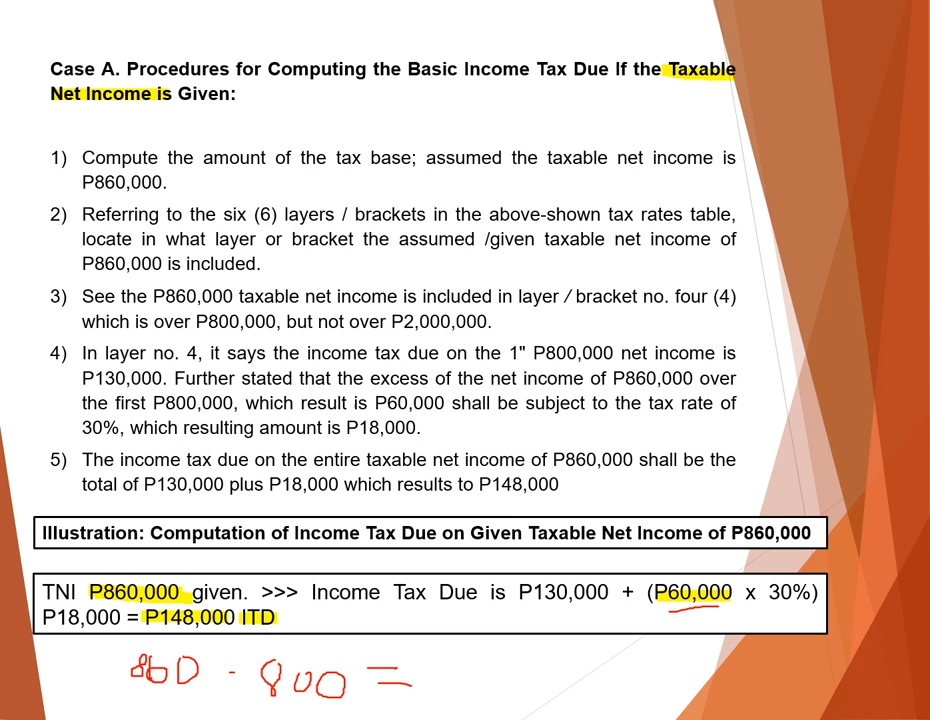 Case A. Procedures for Computing the Basic Income Tax Due If the Taxable
Net Income is Given:
1) Compute the amount of the tax base; assumed the taxable net income is
P860,000.
2) Referring to the six (6) layers / brackets in the above-shown tax rates table,
locate in what layer or bracket the assumed /given taxable net income of
P860,000 is included.
3) See the P860,000 taxable net income is included in layer / bracket no. four (4)
which is over P800,000, but not over P2,000,000.
4) In layer no. 4, it says the income tax due on the 1" P800,000 net income is
P130,000. Further stated that the excess of the net income of P860,000 over
the first P800,000, which result is P60,000 shall be subject to the tax rate of
30%, which resulting amount is P18,000.
5) The income tax due on the entire taxable net income of P860,000 shall be the
total of P130,000 plus P18,000 which results to P148,000
Illustration: Computation of Income Tax Due on Given Taxable Net Income of P860,000
TNI P860,000 given. >>> Income Tax Due is P130,000 + (P60,000 x 30%)
P18,000 = P148,000 ITD
860 - 800 =